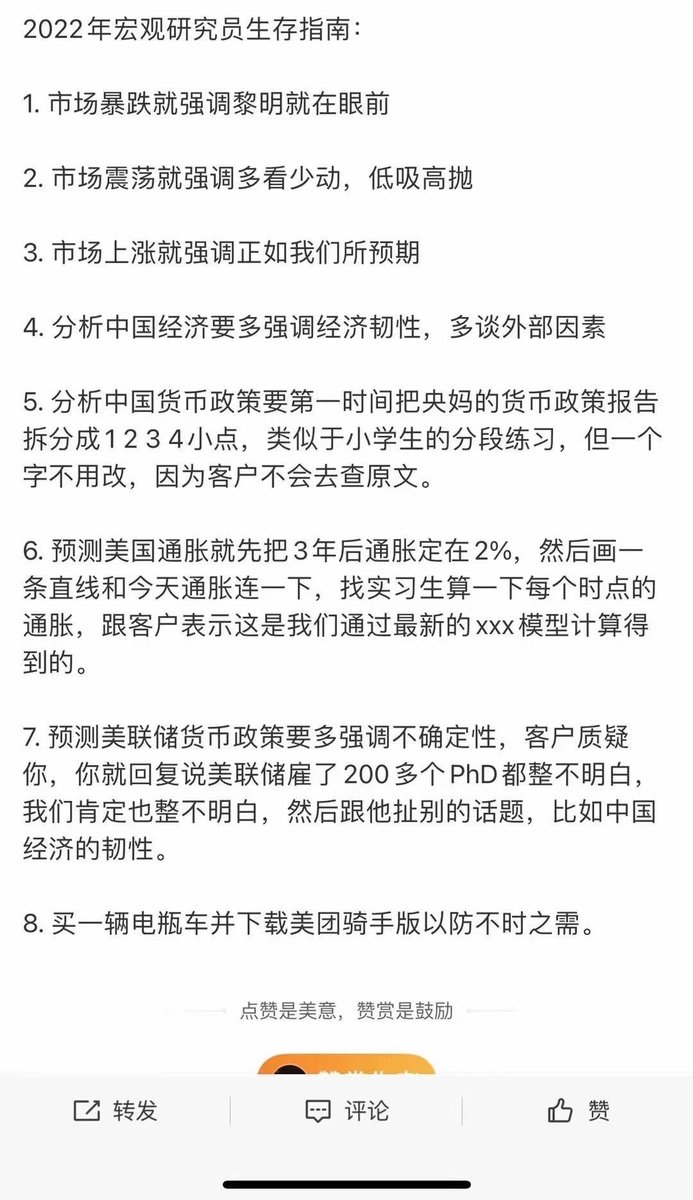 2022年宏观研究员生存指南：
1. 市场暴跌就强调黎明就在眼前
2. 市场震荡就强调多看少动，低吸高抛
3. 市场上涨就强调正如我们所预期
4. 分析中国经济要多强调经济韧性，多谈外部因素
5. 分析中国货币政策要第一时间把央妈的货币政策报告
拆分成1 2 3 4小点，类似于小学生的分段练习，但一个
字不用改，因为客户不会去查原文。
6. 预测美国通胀就先把3年后通胀定在2%，然后画一
条直线和今天通胀连一下，找实习生算一下每个时点的
通胀，跟客户表示这是我们通过最新的xxx模型计算得
到的。
7. 预测美联储货币政策要多强调不确定性，客户质疑
你，你就回复说美联储雇了200多个PhD都整不明白，
我们肯定也整不明白，然后跟他扯别的话题，比如中国
经济的韧性。
8. 买一辆电瓶车并下载美团骑手版以防不时之需。
点赞是美意，赞赏是鼓励
转发 评论 赞